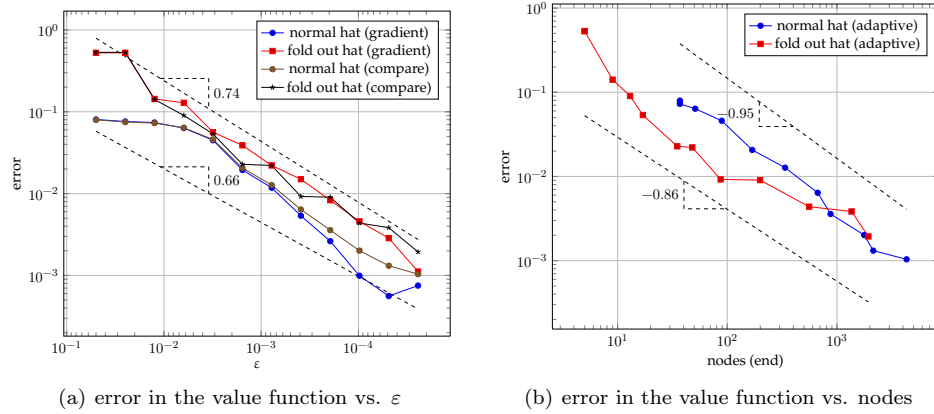 10^0
10^-1
10^-2
10^-3
error
10^-1
10^-2
10^-3
10^-4
ε
0.74
0.66
normal hat (gradient)
fold out hat (gradient)
normal hat (compare)
fold out hat (compare)
(a) error in the value function vs. ε
10^0
10^-1
10^-2
10^-3
error
10^1
10^2
10^3
nodes (end)
−0.95
−0.86
normal hat (adaptive)
fold out hat (adaptive)
(b) error in the value function vs. nodes